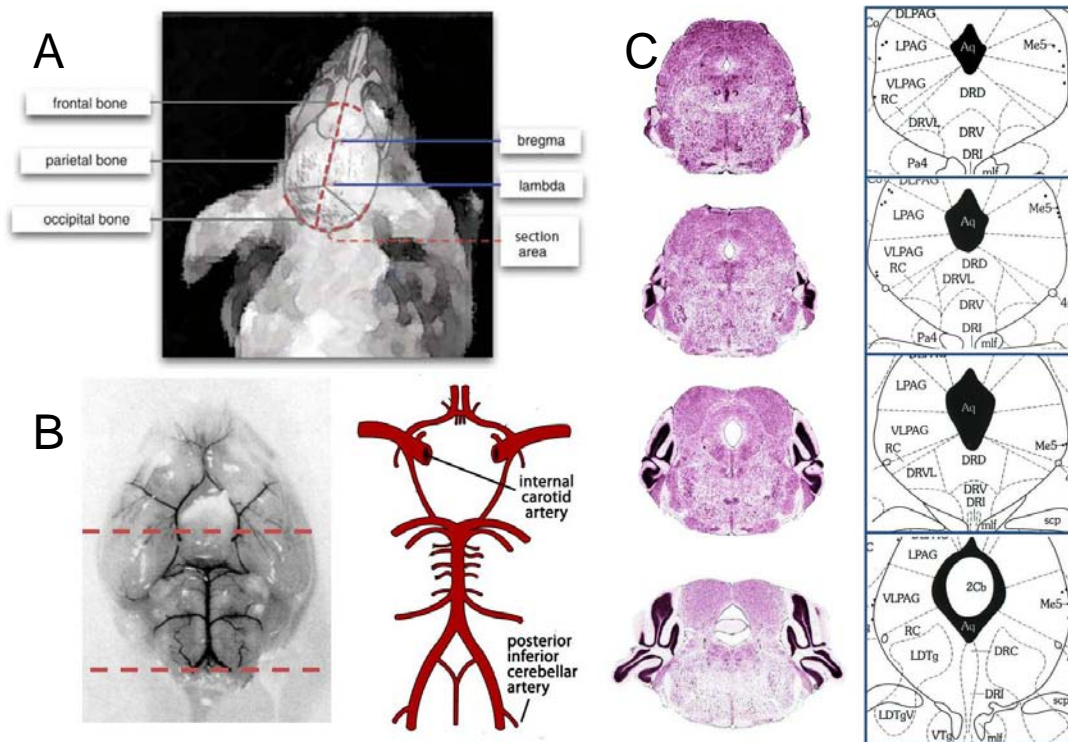 A
frontal bone
parietal bone
occipital bone
bregma
lambda
section
area
B
internal
carotid
artery
posterior
inferior
cerebellar
artery
C
DLPAG
Co
LPAG
Aq
Me5
VLPAG
RC
DRD
DRVL
DRV
DRI
Pa4
mlf
DLPAG
LPAG
Aq
Me5
VLPAG
RC
DRD
DRVL
DRV
4
DRI
Pa4
mlf
LPAG
Aq
VLPAG
RC
Me5
DRD
DRVL
DRV
DRI
mlf
scp
LPAG
2Cb
VLPAG
Me5
Aq
RC
LDTg
DRC
DRI
scp
LDTgV
VTg
mlf